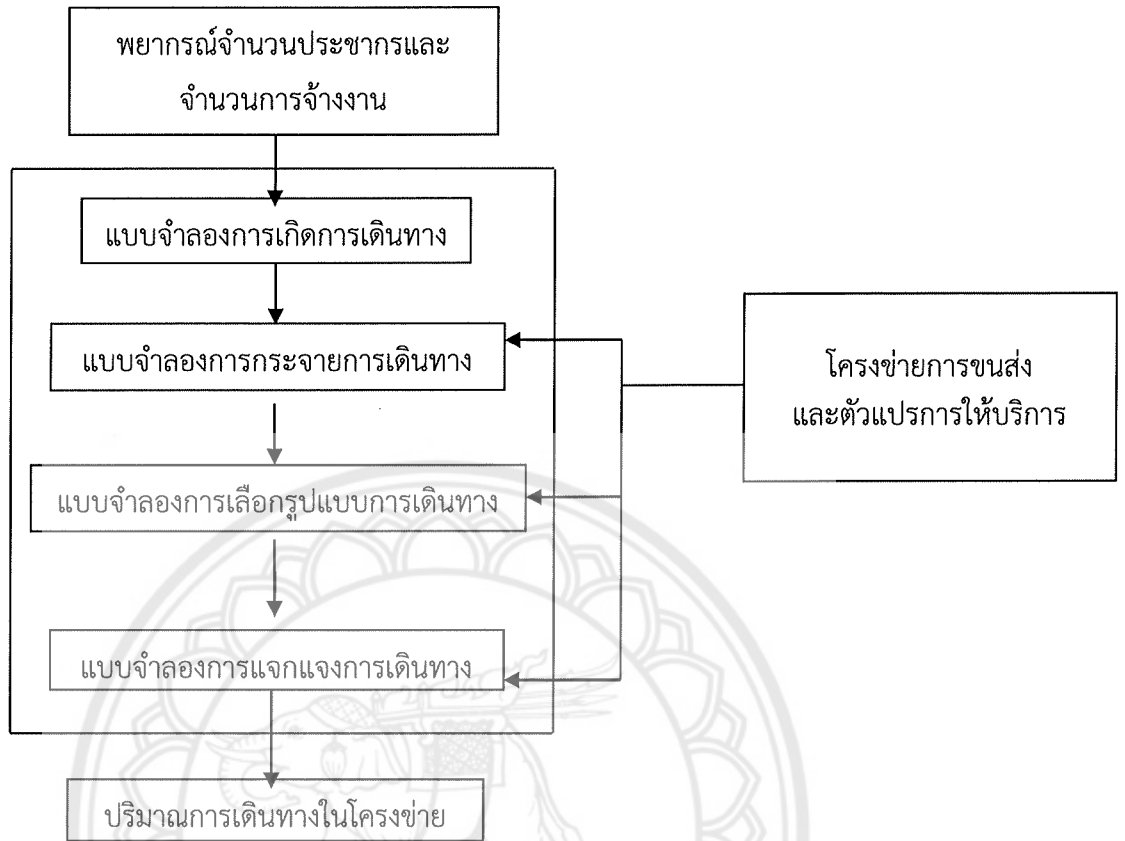 พยากรณ์จำนวนประชากรและ
จำนวนการจ้างงาน
แบบจำลองการเกิดการเดินทาง
แบบจำลองการกระจายการเดินทาง
โครงข่ายการขนส่ง
และตัวแปรการให้บริการ
แบบจำลองการเลือกรูปแบบการเดินทาง
แบบจำลองการแจกแจงการเดินทาง
ปริมาณการเดินทางในโครงข่าย